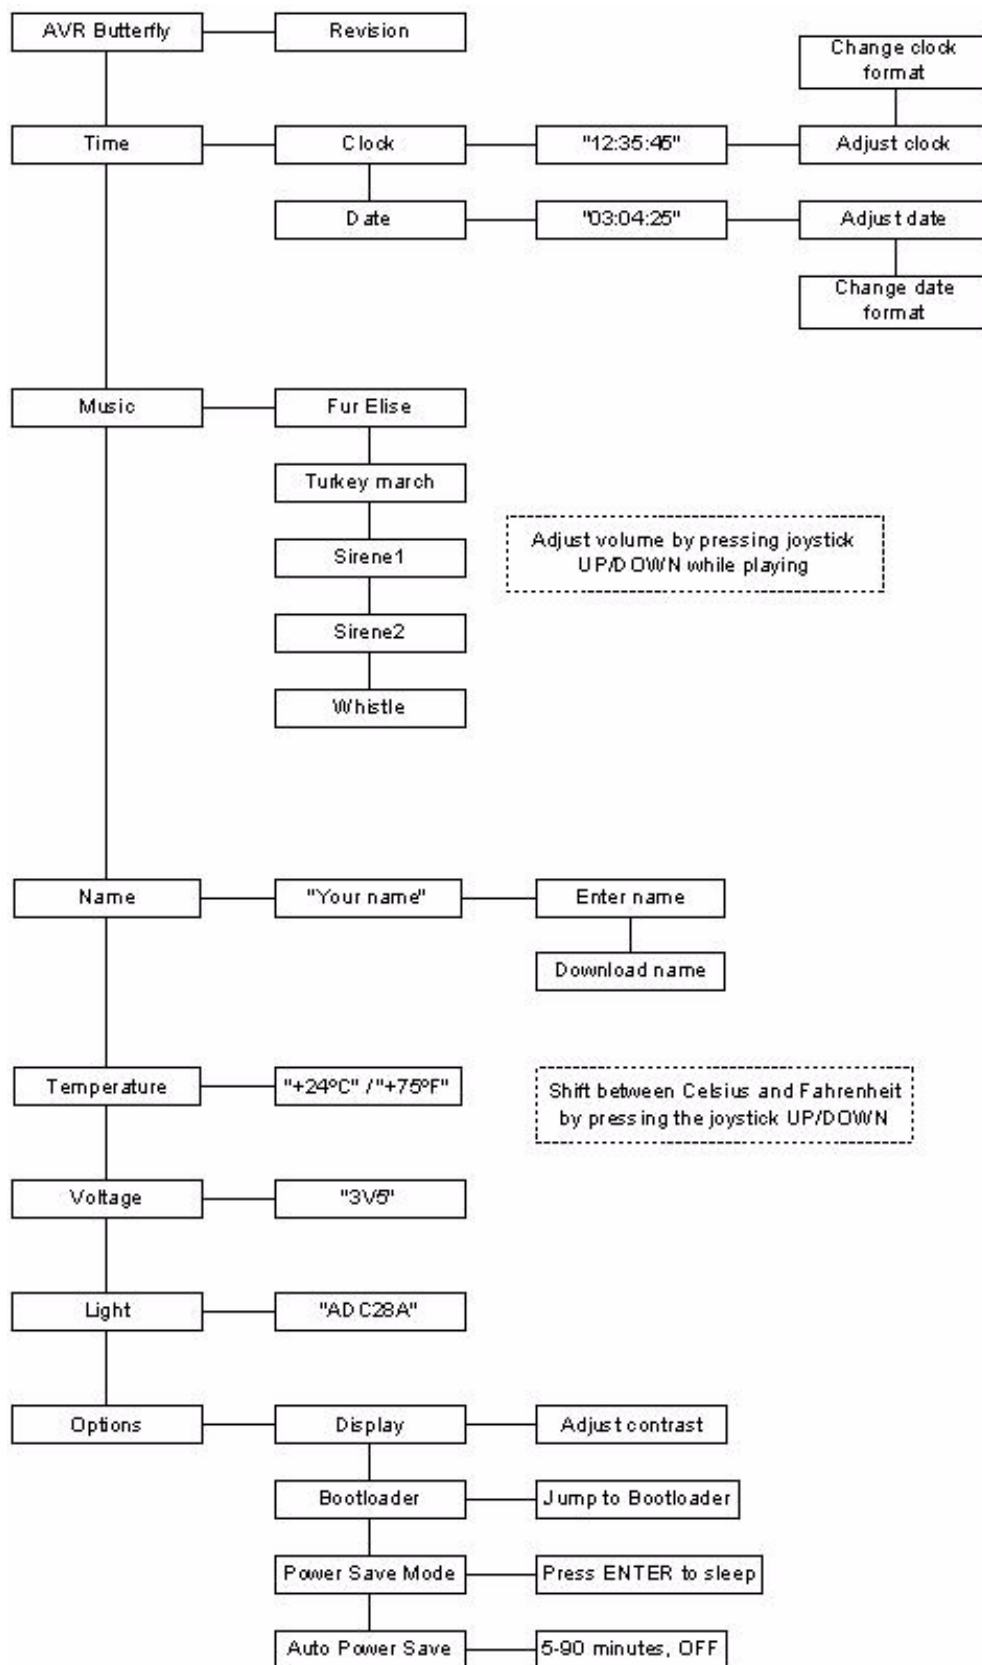 AVR Butterfly
Revision
Change clock
format
Time
Clock
"12:35:45"
Adjust clock
Date
"03:04:25"
Adjust date
Change date
format
Music
Fur Elise
Turkey march
Adjust volume by pressing joystick
UP/DOWN while playing
Sirene1
Sirene2
Whistle
Name
"Your name"
Enter name
Download name
Temperature
"+24ºC" / "+75ºF"
Shift between Celsius and Fahrenheit
by pressing the joystick UP/DOWN
Voltage
"3V5"
Light
"ADC28A"
Options
Display
Adjust contrast
Bootloader
Jump to Bootloader
Power Save Mode
Press ENTER to sleep
Auto Power Save
5-90 minutes, OFF